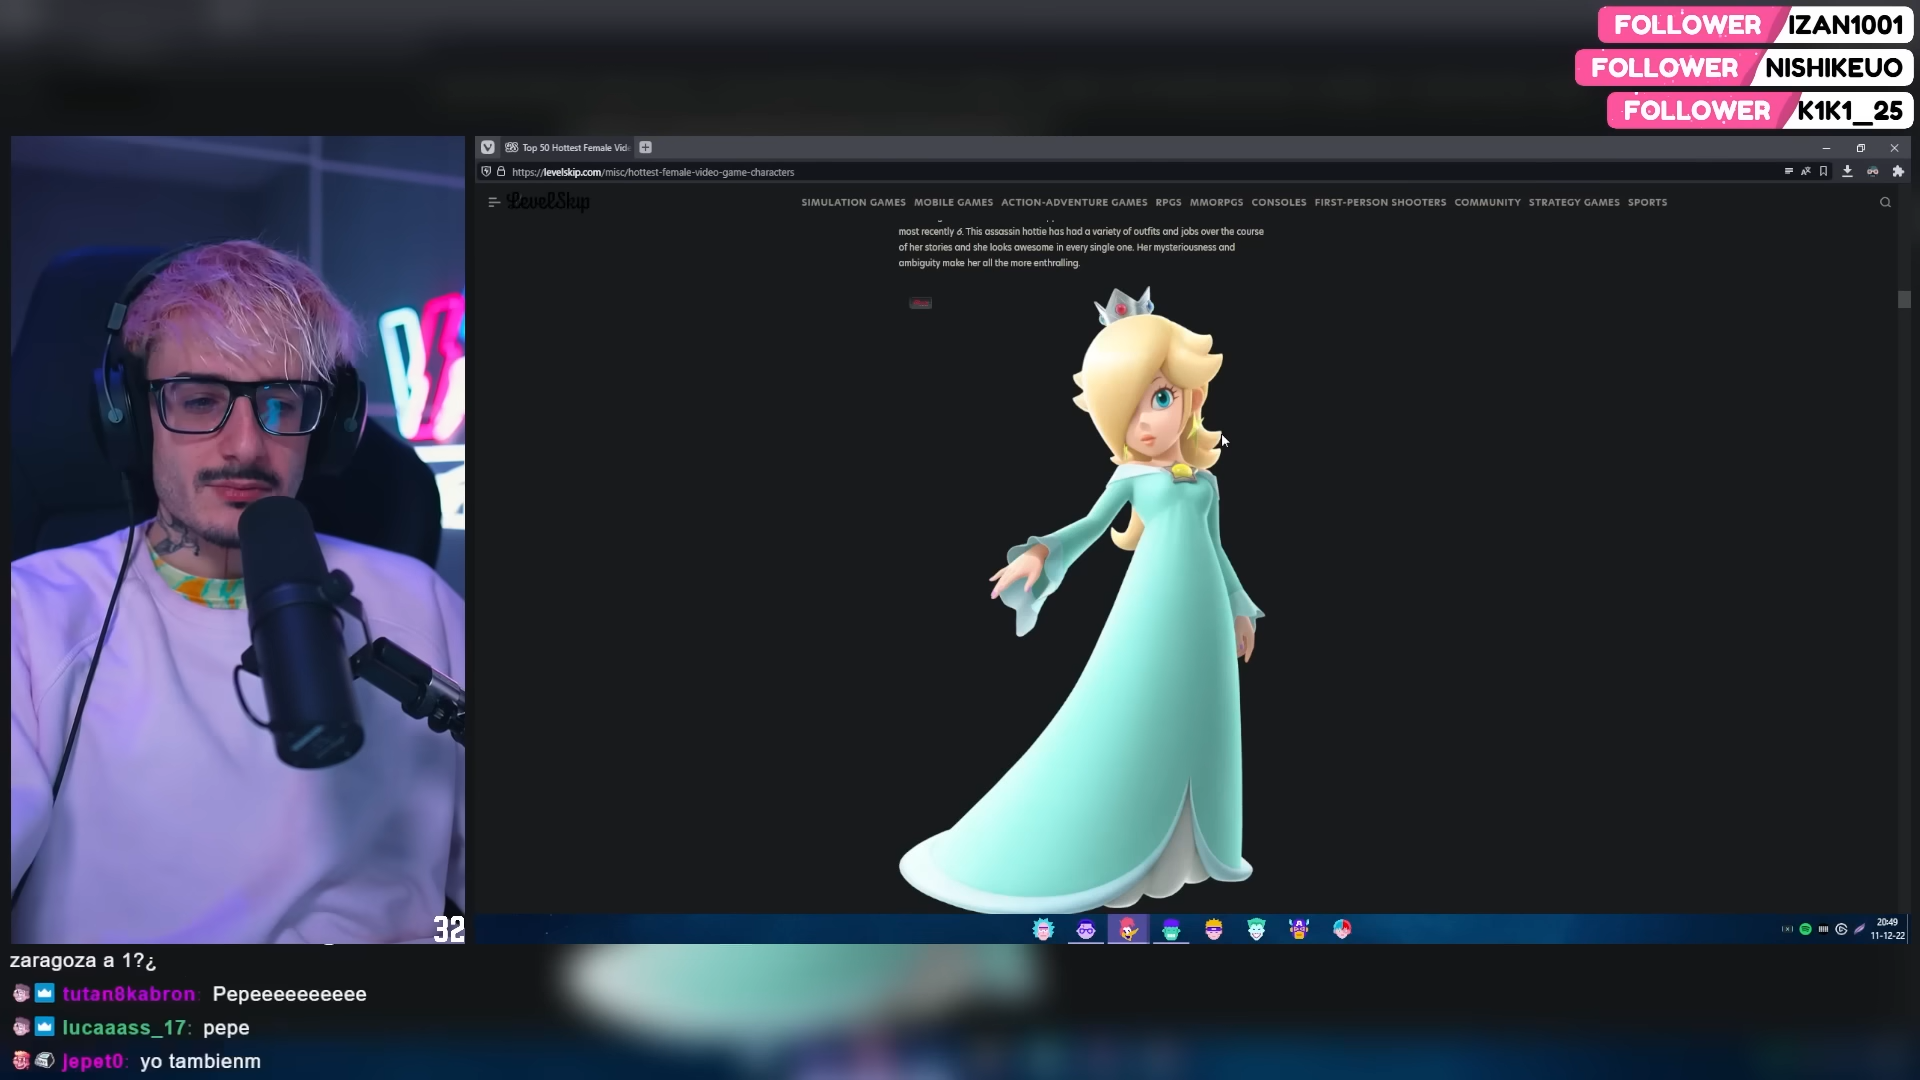 FOLLOWER IZAN1001
FOLLOWER NISHIKEUO
FOLLOWER K1K1_25
Top 50 Hottest Female Vide
https://levelskip.com/misc/hottest-female-video-game-characters
LevelSkip
SIMULATION GAMES MOBILE GAMES ACTION-ADVENTURE GAMES RPGS MMORPGS CONSOLES FIRST-PERSON SHOOTERS COMMUNITY STRATEGY GAMES SPORTS
most recently 6. This assassin hottie has had a variety of outfits and jobs over the course
of her stories and she looks awesome in every single one. Her mysteriousness and
ambiguity make her all the more enthralling.
32
20:49
11-12-22
zaragoza a 1?¿
tutan8kabron: Pepeeeeeeeeee
lucaaass_17: pepe
jepet0: yo tambienm